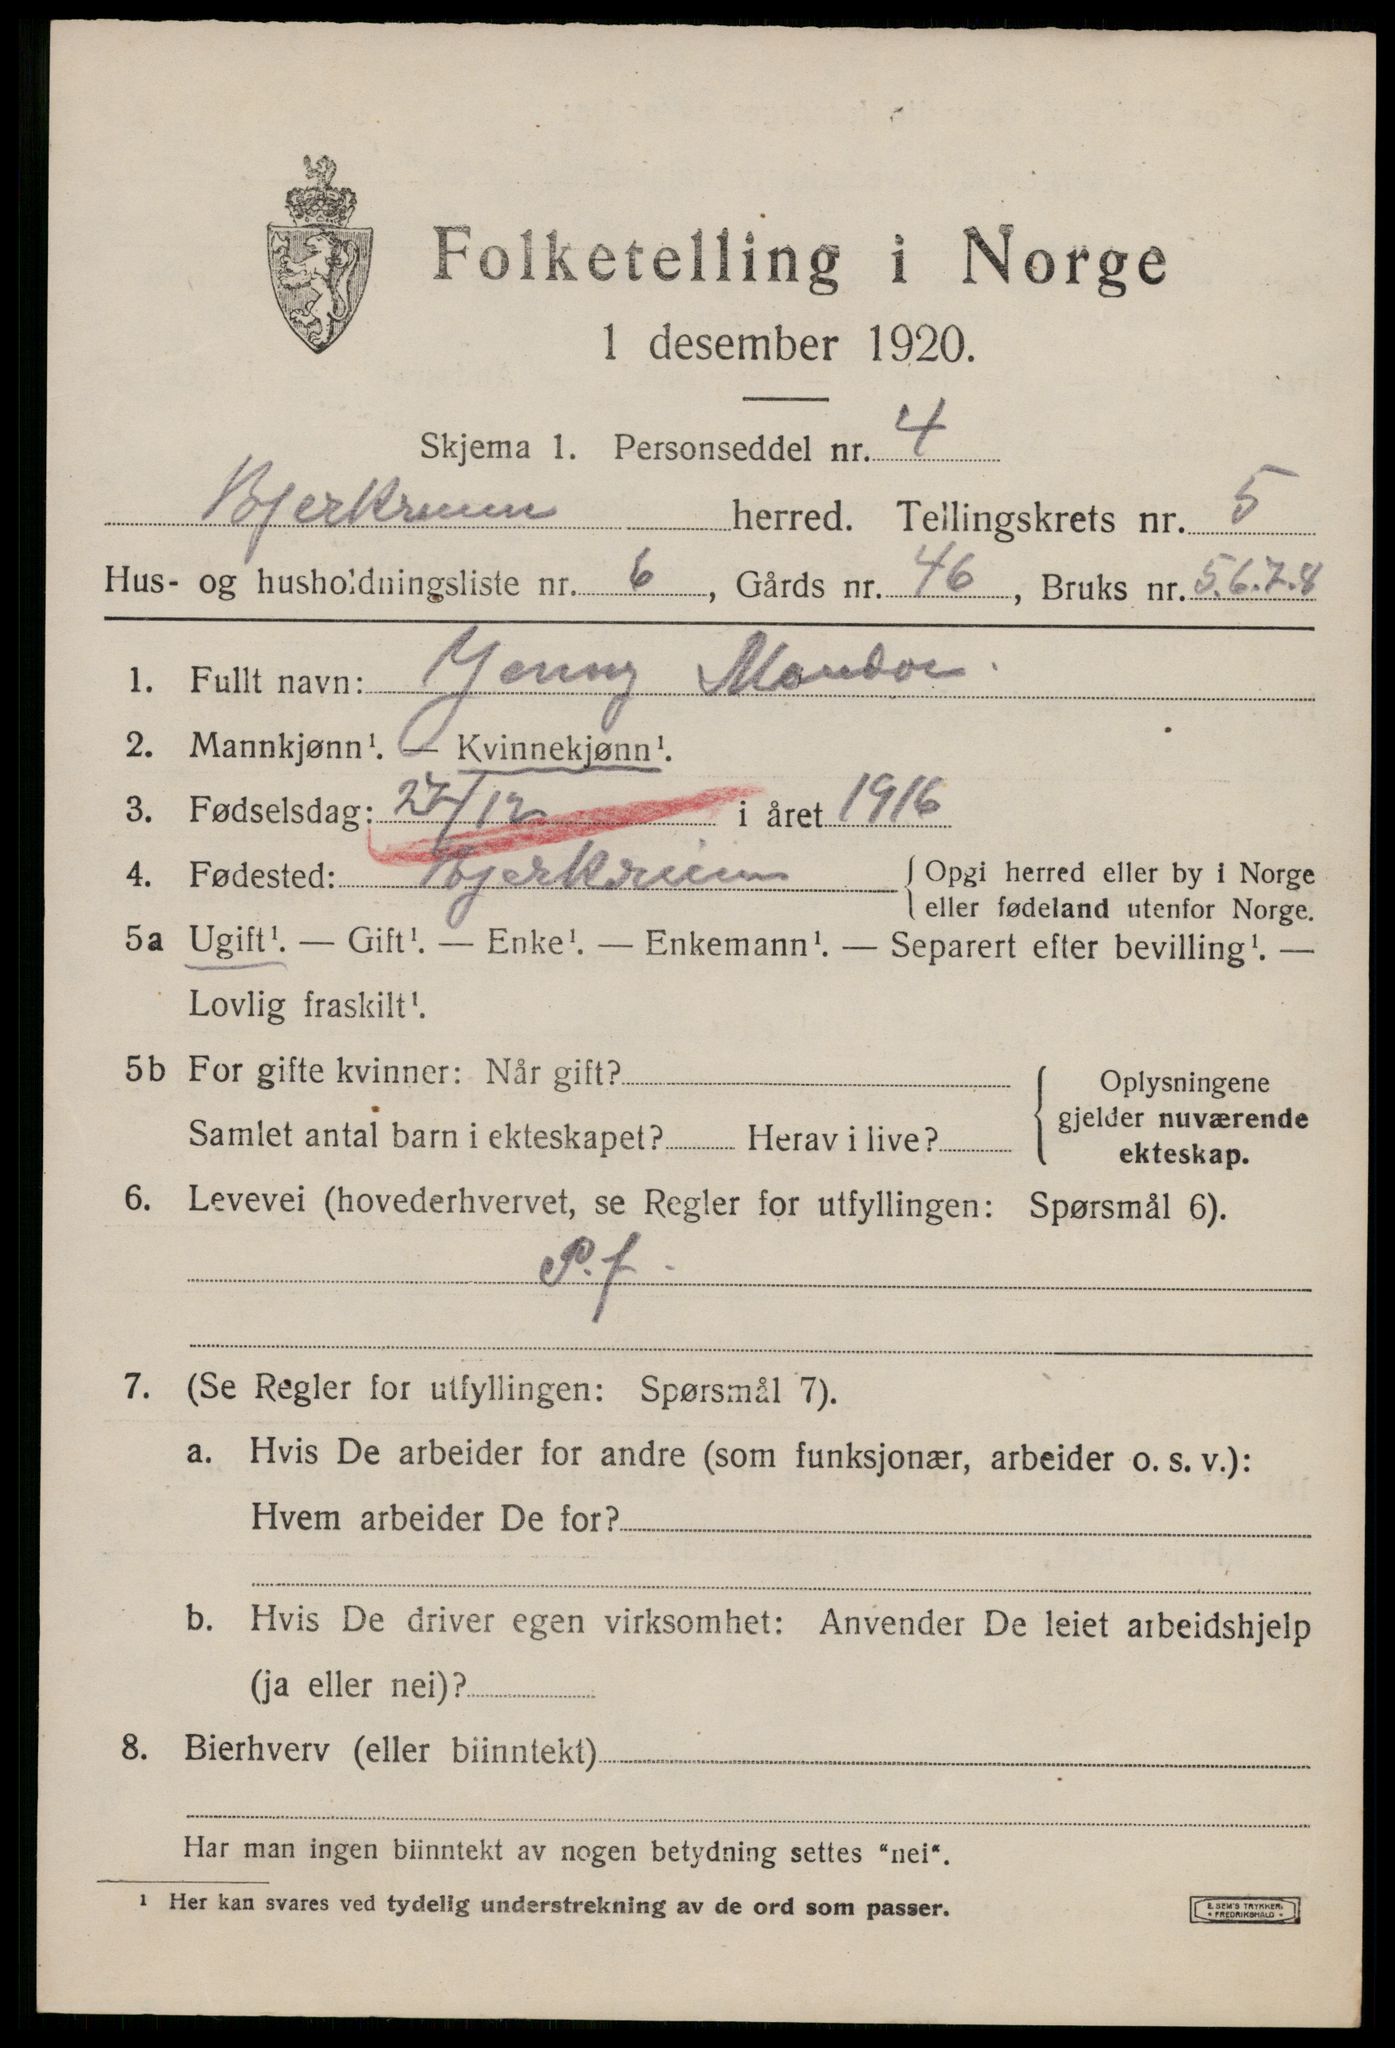 Folketelling i Norge
1 desember 1920.
Skjema 1. Personseddel nr. 4
Bjerkreim herred. Tellingskrets nr. 5
Hus- og husholdningsliste nr. 6, Gårds nr. 46, Bruks nr. 5.6.7.8
1. Fullt navn: Jenny
2. Mannkjønn¹. — Kvinnekjønn¹.
3. Fødselsdag: 27/12 i året 1916
4. Fødested: Bjerkreim { Opgi herred eller by i Norge
eller fødeland utenfor Norge.
5a Ugift¹. — Gift¹. — Enke¹. — Enkemann¹. — Separert efter bevilling¹. —
Lovlig fraskilt¹.
5b For gifte kvinner: Når gift? { Oplysningene
gjelder nuværende
Samlet antal barn i ekteskapet? Herav i live?
ekteskap.
6. Levevei (hovederhvervet, se Regler for utfyllingen: Spørsmål 6).
P. f.
7. (Se Regler for utfyllingen: Spørsmål 7).
a. Hvis De arbeider for andre (som funksjonær, arbeider o. s. v.):
Hvem arbeider De for?
b. Hvis De driver egen virksomhet: Anvender De leiet arbeidshjelp
(ja eller nei)?
8. Bierhverv (eller biinntekt)
Har man ingen biinntekt av nogen betydning settes "nei".
¹ Her kan svares ved tydelig understrekning av de ord som passer.
E. SEM'S TRYKKERI
* FREDRIKSHALD *